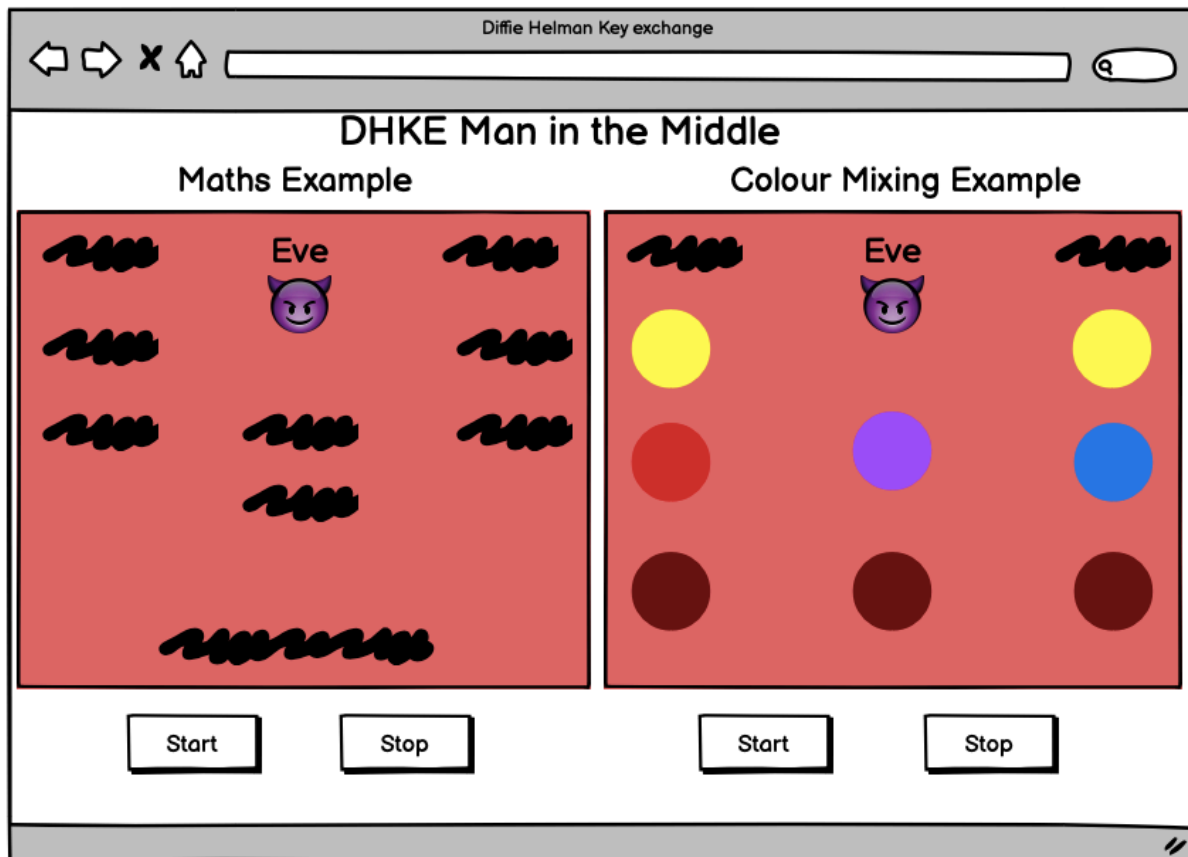 Diffie Helman Key exchange
DHKE Man in the Middle
Maths Example
Colour Mixing Example
Eve
Eve
Start
Stop
Start
Stop